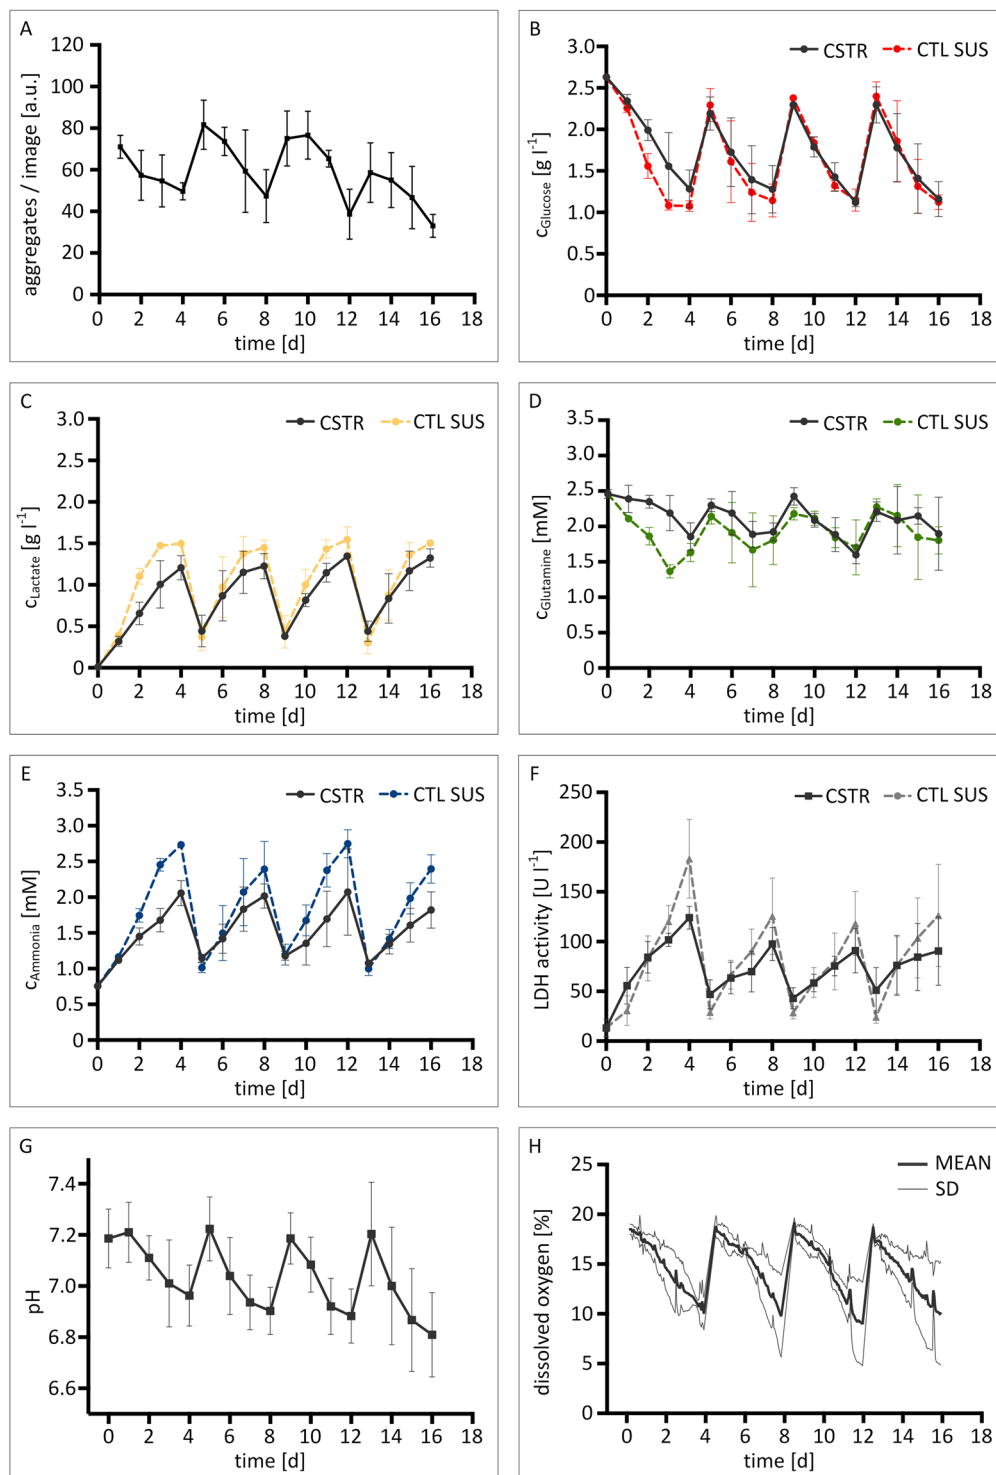 A
120
100
80
60
40
20
0
aggregates / image [a.u.]
0 2 4 6 8 10 12 14 16 18
time [d]
B
CSTR CTL SUS
3.0
2.5
2.0
1.5
1.0
0.5
0
cGlucose [g l-1]
0 2 4 6 8 10 12 14 16 18
time [d]
C
CSTR CTL SUS
3.0
2.5
2.0
1.5
1.0
0.5
0
cLactate [g l-1]
0 2 4 6 8 10 12 14 16 18
time [d]
D
CSTR CTL SUS
3.5
3.0
2.5
2.0
1.5
1.0
0.5
0
cGlutamine [mM]
0 2 4 6 8 10 12 14 16 18
time [d]
E
CSTR CTL SUS
3.5
3.0
2.5
2.0
1.5
1.0
0.5
0
cAmmonia [mM]
0 2 4 6 8 10 12 14 16 18
time [d]
F
CSTR CTL SUS
250
200
150
100
50
0
LDH activity [U l-1]
0 2 4 6 8 10 12 14 16 18
time [d]
G
7.4
7.2
7.0
6.8
6.6
pH
0 2 4 6 8 10 12 14 16 18
time [d]
H
MEAN
SD
25
20
15
10
5
0
dissolved oxygen [%]
0 2 4 6 8 10 12 14 16 18
time [d]